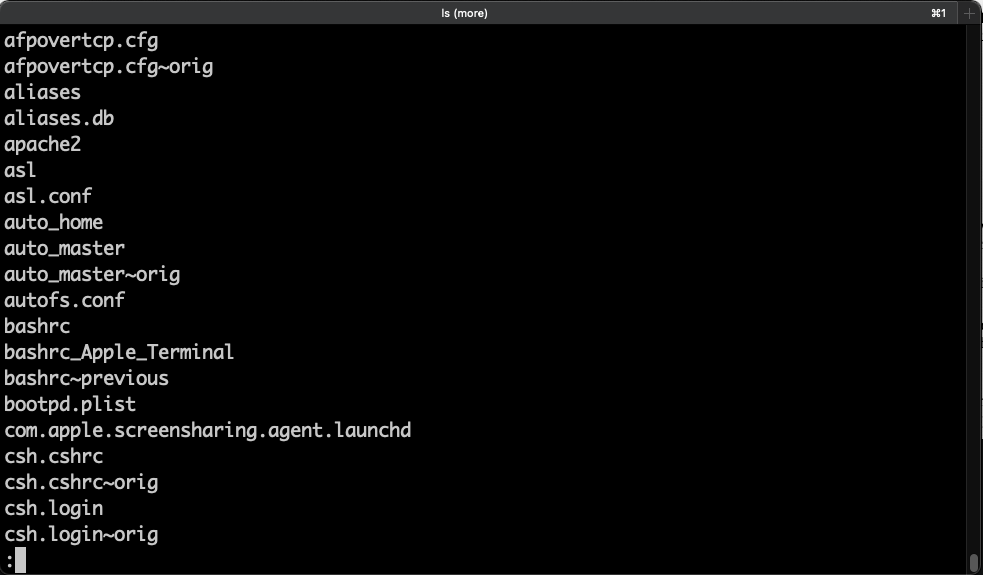 ls (more)
⌘1
afpovertcp.cfg
afpovertcp.cfg~orig
aliases
aliases.db
apache2
asl
asl.conf
auto_home
auto_master
auto_master~orig
autofs.conf
bashrc
bashrc_Apple_Terminal
bashrc~previous
bootpd.plist
com.apple.screensharing.agent.launchd
csh.cshrc
csh.cshrc~orig
csh.login
csh.login~orig
: